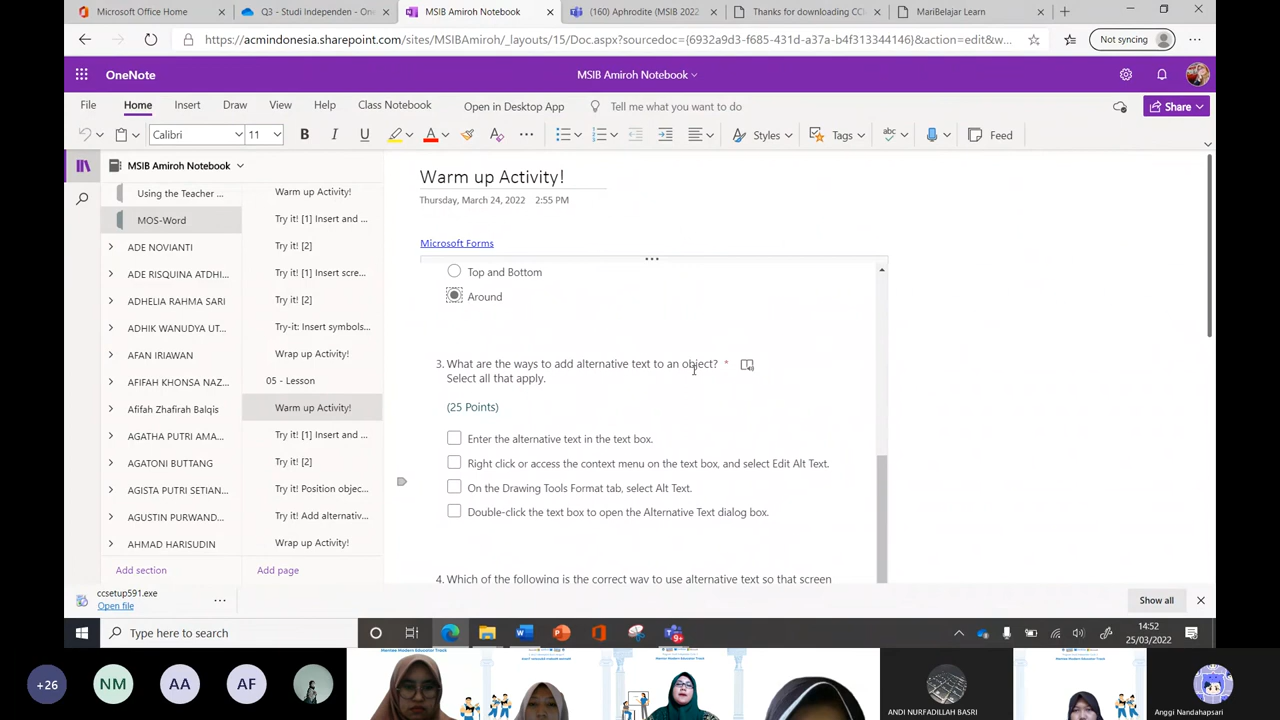 Microsoft Office Home
Q3 - Studi Independen - One
MSIB Amiroh Notebook
(160) Aphrodite (MSIB 2022
Thanks for downloading CCl
MariBelajar Learn
https://acmindonesia.sharepoint.com/sites/MSIBAmiroh/_layouts/15/Doc.aspx?sourcedoc={6932a9d3-f685-431d-a37a-b4f313344146}&action=edit&w...
Not syncing
OneNote
MSIB Amiroh Notebook
File
Home
Insert
Draw
View
Help
Class Notebook
Open in Desktop App
Tell me what you want to do
Share
Calibri
11
B
I
U
A
Styles
Tags
abc
Feed
MSIB Amiroh Notebook
Using the Teacher ...
MOS-Word
ADE NOVIANTI
ADE RISQUINA ATDHI...
ADHELIA RAHMA SARI
ADHIK WANUDYA UT...
AFAN IRIAWAN
AFIFAH KHONSA NAZ...
Afifah Zhafirah Balqis
AGATHA PUTRI AMA...
AGATONI BUTTANG
AGISTA PUTRI SETIAN...
AGUSTIN PURWAND...
AHMAD HARISUDIN
Add section
Warm up Activity!
Try it! [1] Insert and ...
Try it! [2]
Try it! [1] Insert scre...
Try it! [2]
Try-it: Insert symbols...
Wrap up Activity!
05 - Lesson
Warm up Activity!
Try it! [1] Insert and ...
Try it! [2]
Try it! Position objec...
Try it! Add alternativ...
Wrap up Activity!
Add page
Warm up Activity!
Thursday, March 24, 2022 2:55 PM
Microsoft Forms
Top and Bottom
Around
3. What are the ways to add alternative text to an object? *
Select all that apply.
(25 Points)
Enter the alternative text in the text box.
Right click or access the context menu on the text box, and select Edit Alt Text.
On the Drawing Tools Format tab, select Alt Text.
Double-click the text box to open the Alternative Text dialog box.
4. Which of the following is the correct way to use alternative text so that screen
ccsetup591.exe
Open file
Show all
Type here to search
14:52
25/03/2022
+26
NM
AA
AF
ANDI NURFADILLAH BASRI
Anggi Nandahapsari